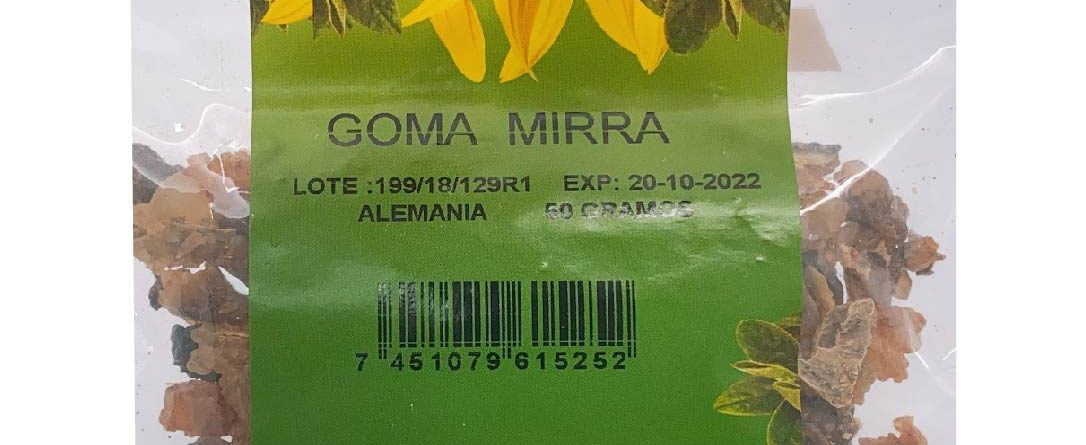 GOMA MIRRA
LOTE :199/18/129R1 EXP: 20-10-2022
ALEMANIA 50 GRAMOS
7 451079 615252